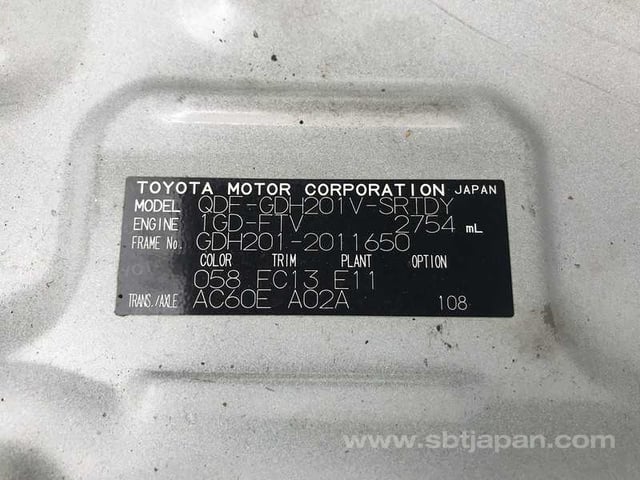 TOYOTA MOTOR CORPORATION JAPAN
MODEL QDF-GDH201V-SRTDY
ENGINE 1GD-FTV 2754 mL
FRAME No. GDH201-2011650
COLOR TRIM PLANT OPTION
058 FC13 E11
TRANS./AXLE AC60E A02A 108
www.sbtjapan.com